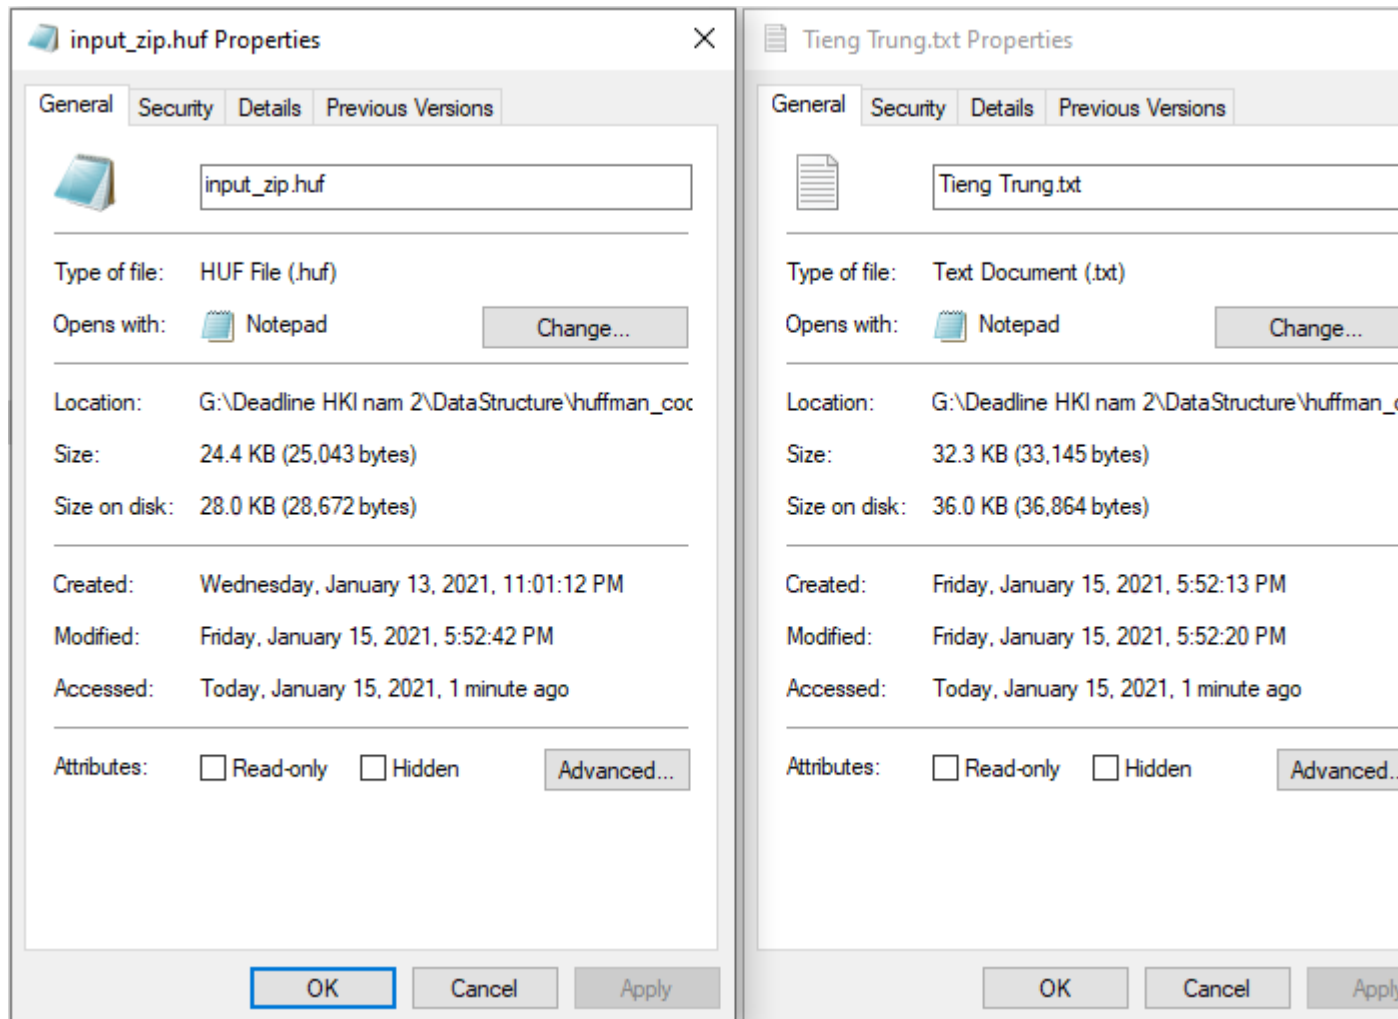 input_zip.huf Properties
General Security Details Previous Versions
input_zip.huf
Type of file: HUF File (.huf)
Opens with: Notepad Change...
Location: G:\Deadline HKI nam 2\DataStructure\huffman_coc
Size: 24.4 KB (25,043 bytes)
Size on disk: 28.0 KB (28,672 bytes)
Created: Wednesday, January 13, 2021, 11:01:12 PM
Modified: Friday, January 15, 2021, 5:52:42 PM
Accessed: Today, January 15, 2021, 1 minute ago
Attributes: Read-only Hidden Advanced...
OK Cancel Apply
Tieng Trung.txt Properties
General Security Details Previous Versions
Tieng Trung.txt
Type of file: Text Document (.txt)
Opens with: Notepad Change...
Location: G:\Deadline HKI nam 2\DataStructure\huffman_
Size: 32.3 KB (33,145 bytes)
Size on disk: 36.0 KB (36,864 bytes)
Created: Friday, January 15, 2021, 5:52:13 PM
Modified: Friday, January 15, 2021, 5:52:20 PM
Accessed: Today, January 15, 2021, 1 minute ago
Attributes: Read-only Hidden Advanced..
OK Cancel Apply